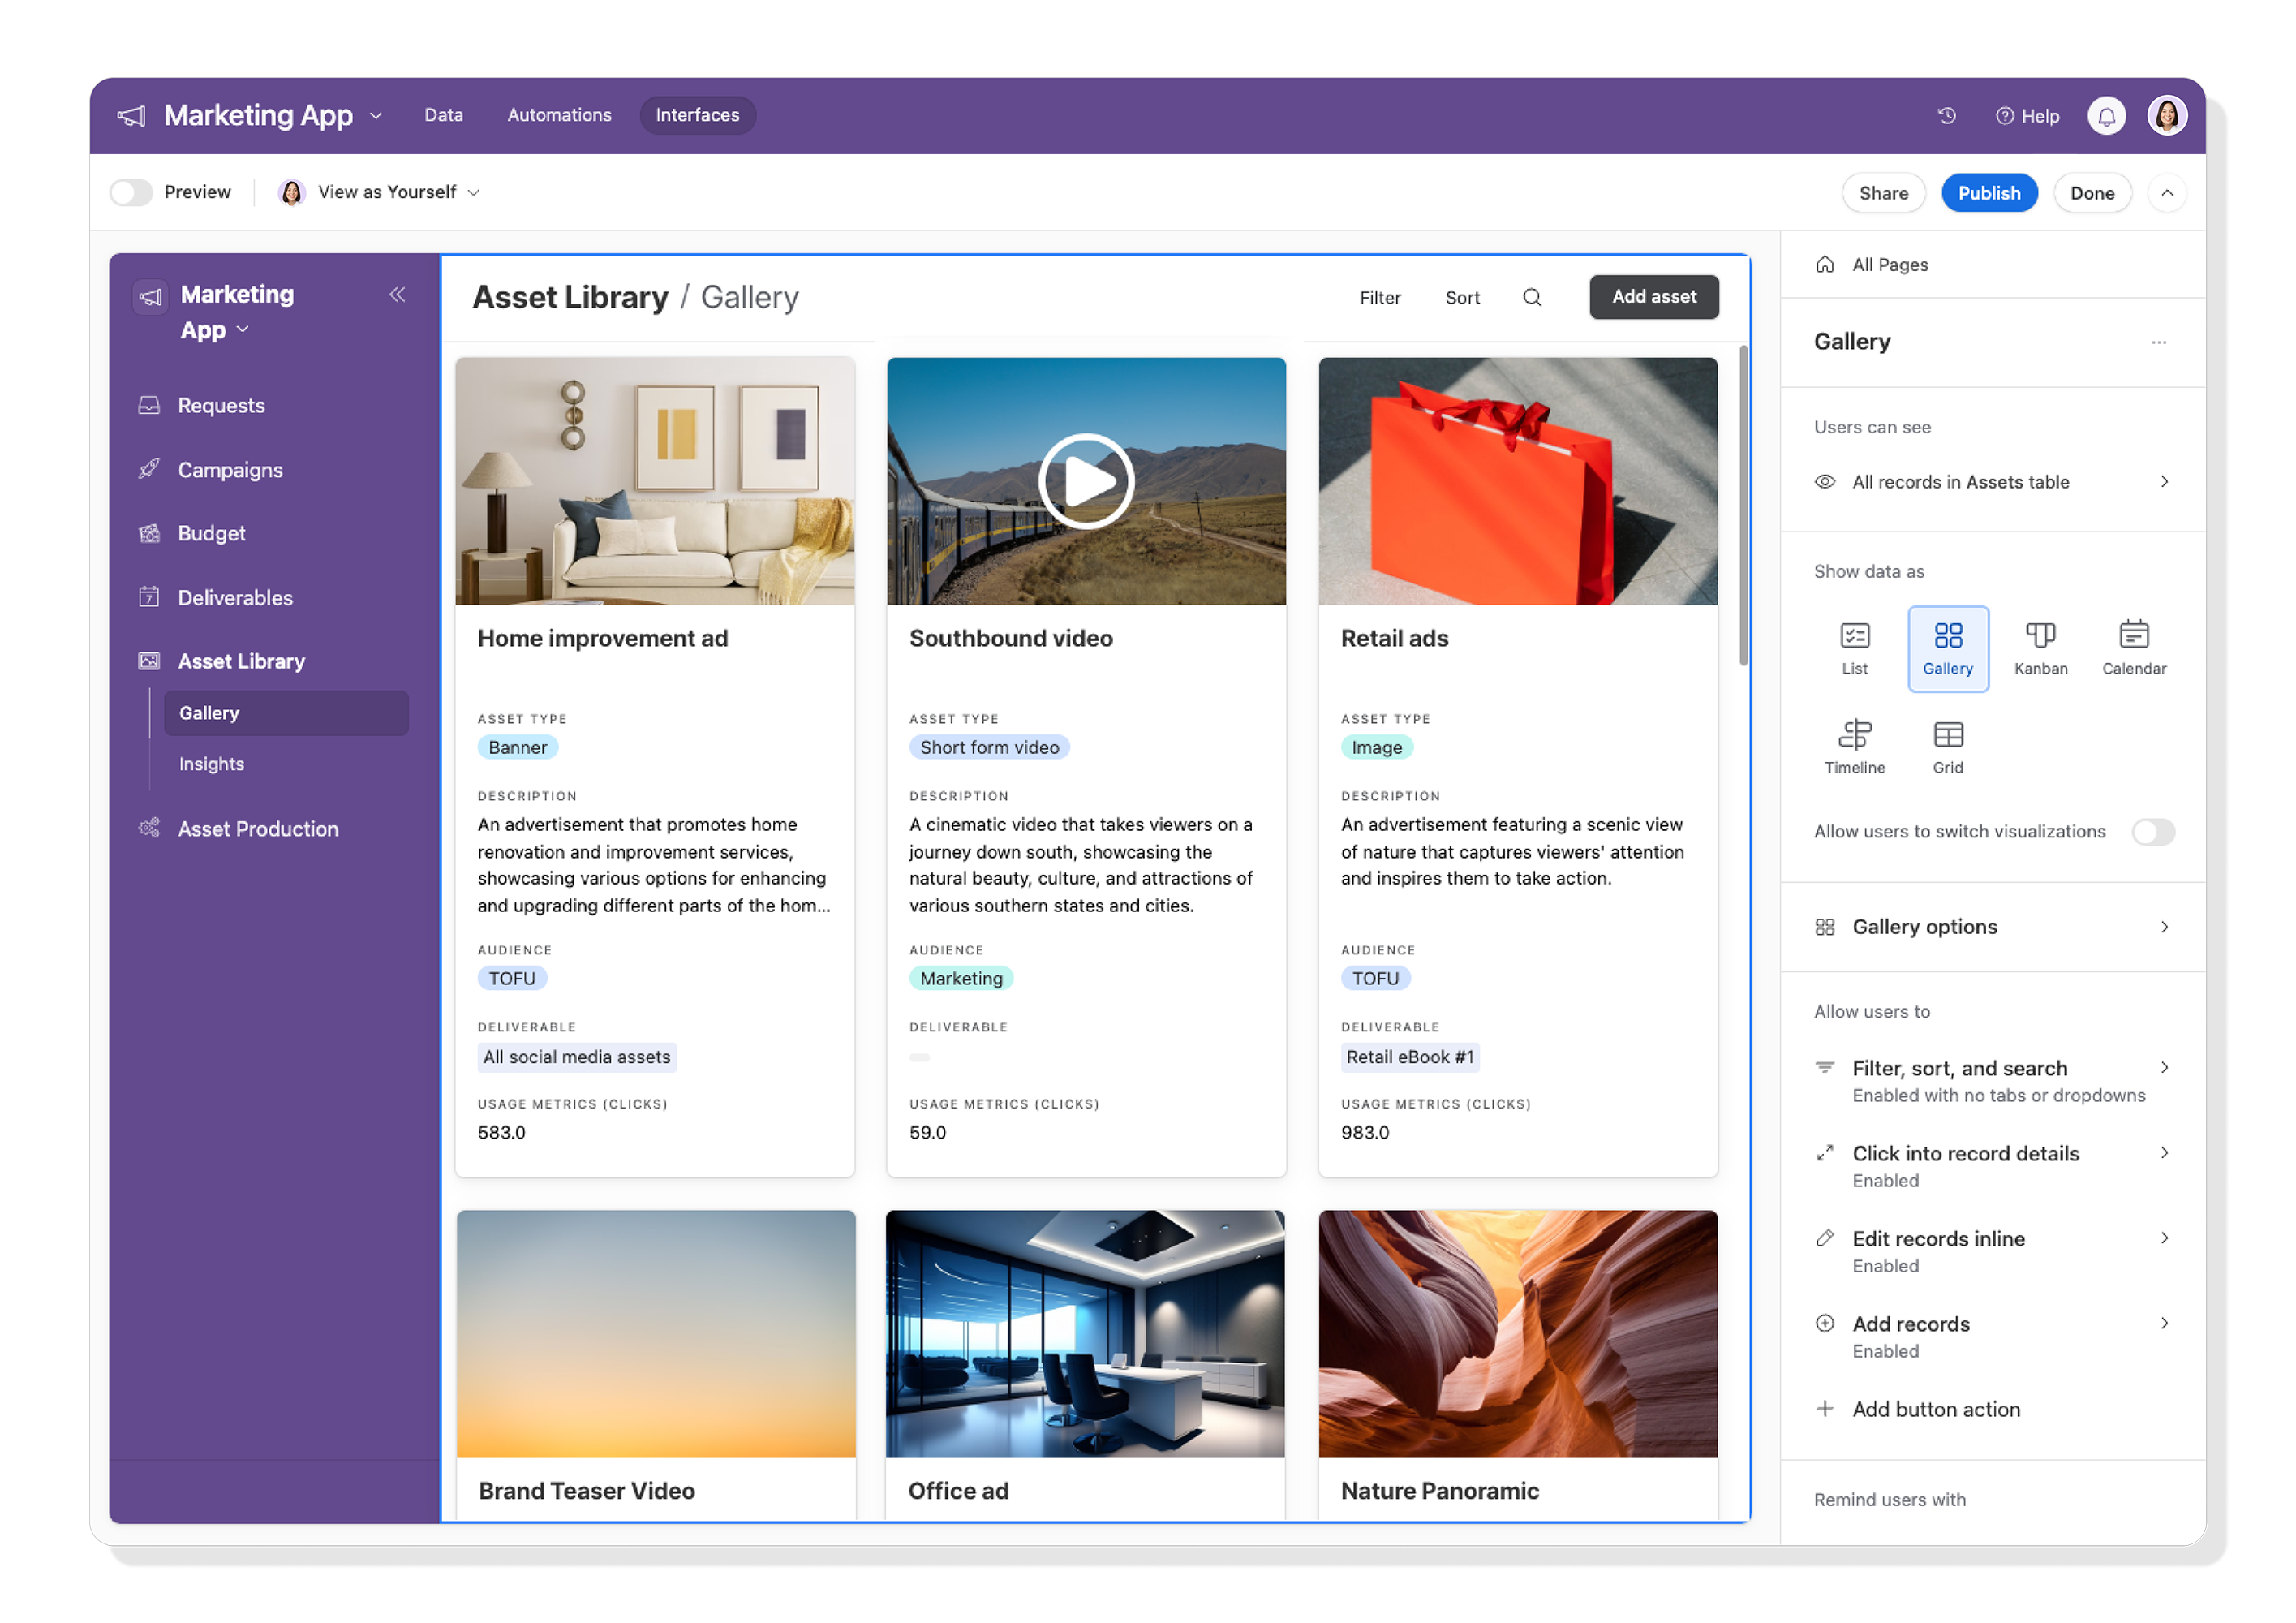 Marketing App
Data
Automations
Interfaces
Help
Preview
View as Yourself
Share
Publish
Done
Marketing
App
Requests
Campaigns
Budget
7
Deliverables
Asset Library
Gallery
Insights
Asset Production
Asset Library / Gallery
Filter
Sort
Add asset
Home improvement ad
ASSET TYPE
Banner
DESCRIPTION
An advertisement that promotes home
renovation and improvement services,
showcasing various options for enhancing
and upgrading different parts of the hom...
AUDIENCE
TOFU
DELIVERABLE
All social media assets
USAGE METRICS (CLICKS)
583.0
Southbound video
ASSET TYPE
Short form video
DESCRIPTION
A cinematic video that takes viewers on a
journey down south, showcasing the
natural beauty, culture, and attractions of
various southern states and cities.
AUDIENCE
Marketing
DELIVERABLE
USAGE METRICS (CLICKS)
59.0
Retail ads
ASSET TYPE
Image
DESCRIPTION
An advertisement featuring a scenic view
of nature that captures viewers' attention
and inspires them to take action.
AUDIENCE
TOFU
DELIVERABLE
Retail eBook #1
USAGE METRICS (CLICKS)
983.0
Brand Teaser Video
Office ad
Nature Panoramic
All Pages
Gallery
Users can see
All records in Assets table
Show data as
List
Gallery
Kanban
Calendar
Timeline
Grid
Allow users to switch visualizations
Gallery options
Allow users to
Filter, sort, and search
Enabled with no tabs or dropdowns
Click into record details
Enabled
Edit records inline
Enabled
Add records
Enabled
Add button action
Remind users with